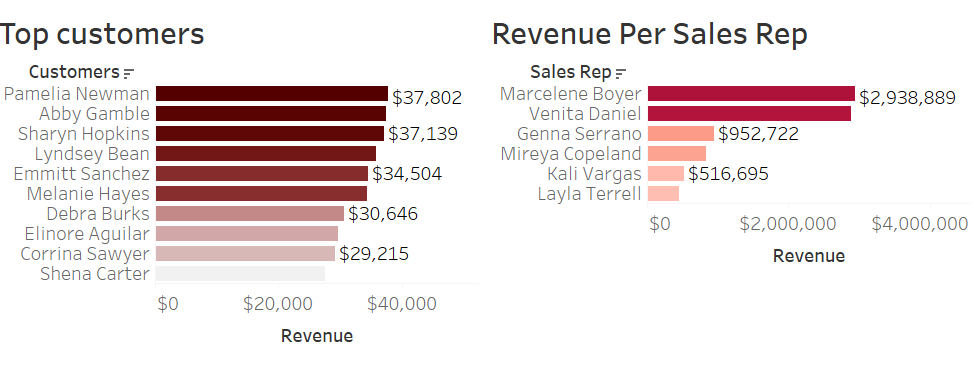 Top customers
Customers
Pamelia Newman $37,802
Abby Gamble
Sharyn Hopkins $37,139
Lyndsey Bean
Emmitt Sanchez $34,504
Melanie Hayes
Debra Burks $30,646
Elinore Aguilar
Corrina Sawyer $29,215
Shena Carter
$0 $20,000 $40,000
Revenue
Revenue Per Sales Rep
Sales Rep
Marcelene Boyer $2,938,889
Venita Daniel
Genna Serrano $952,722
Mireya Copeland
Kali Vargas $516,695
Layla Terrell
$0 $2,000,000 $4,000,000
Revenue